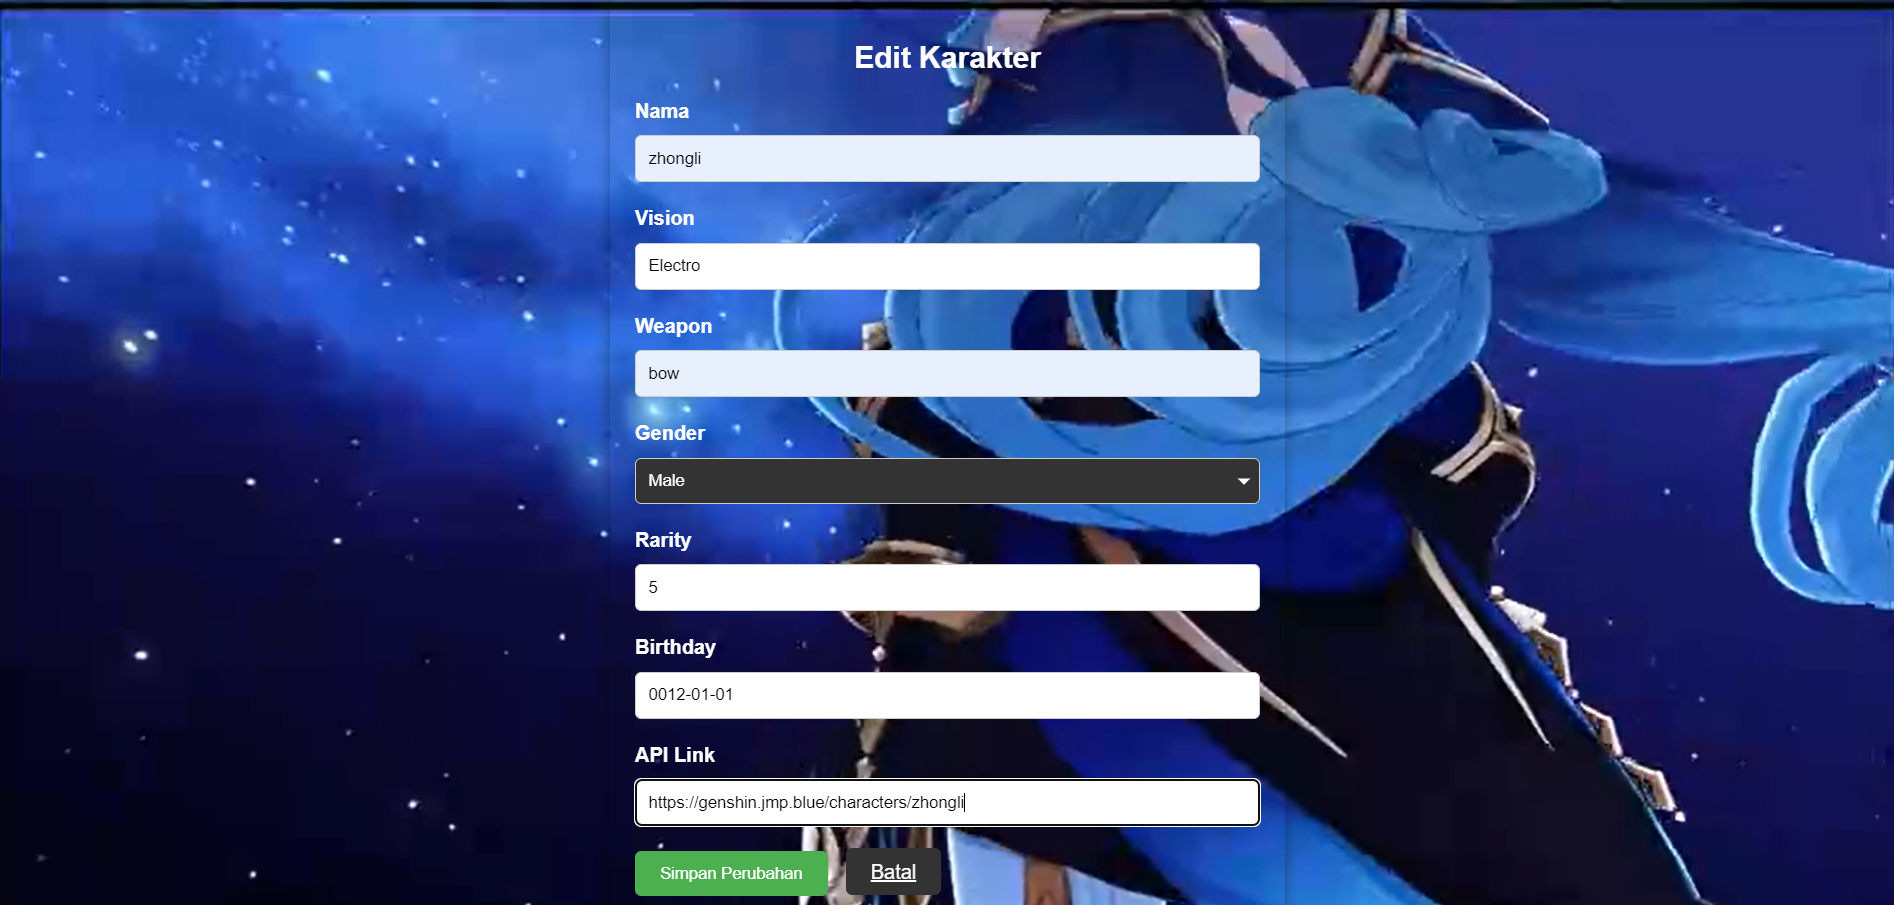 Edit Karakter
Nama
zhongli
Vision
Electro
Weapon
bow
Gender
Male
Rarity
5
Birthday
0012-01-01
API Link
https://genshin.jmp.blue/characters/zhongli
Simpan Perubahan
Batal